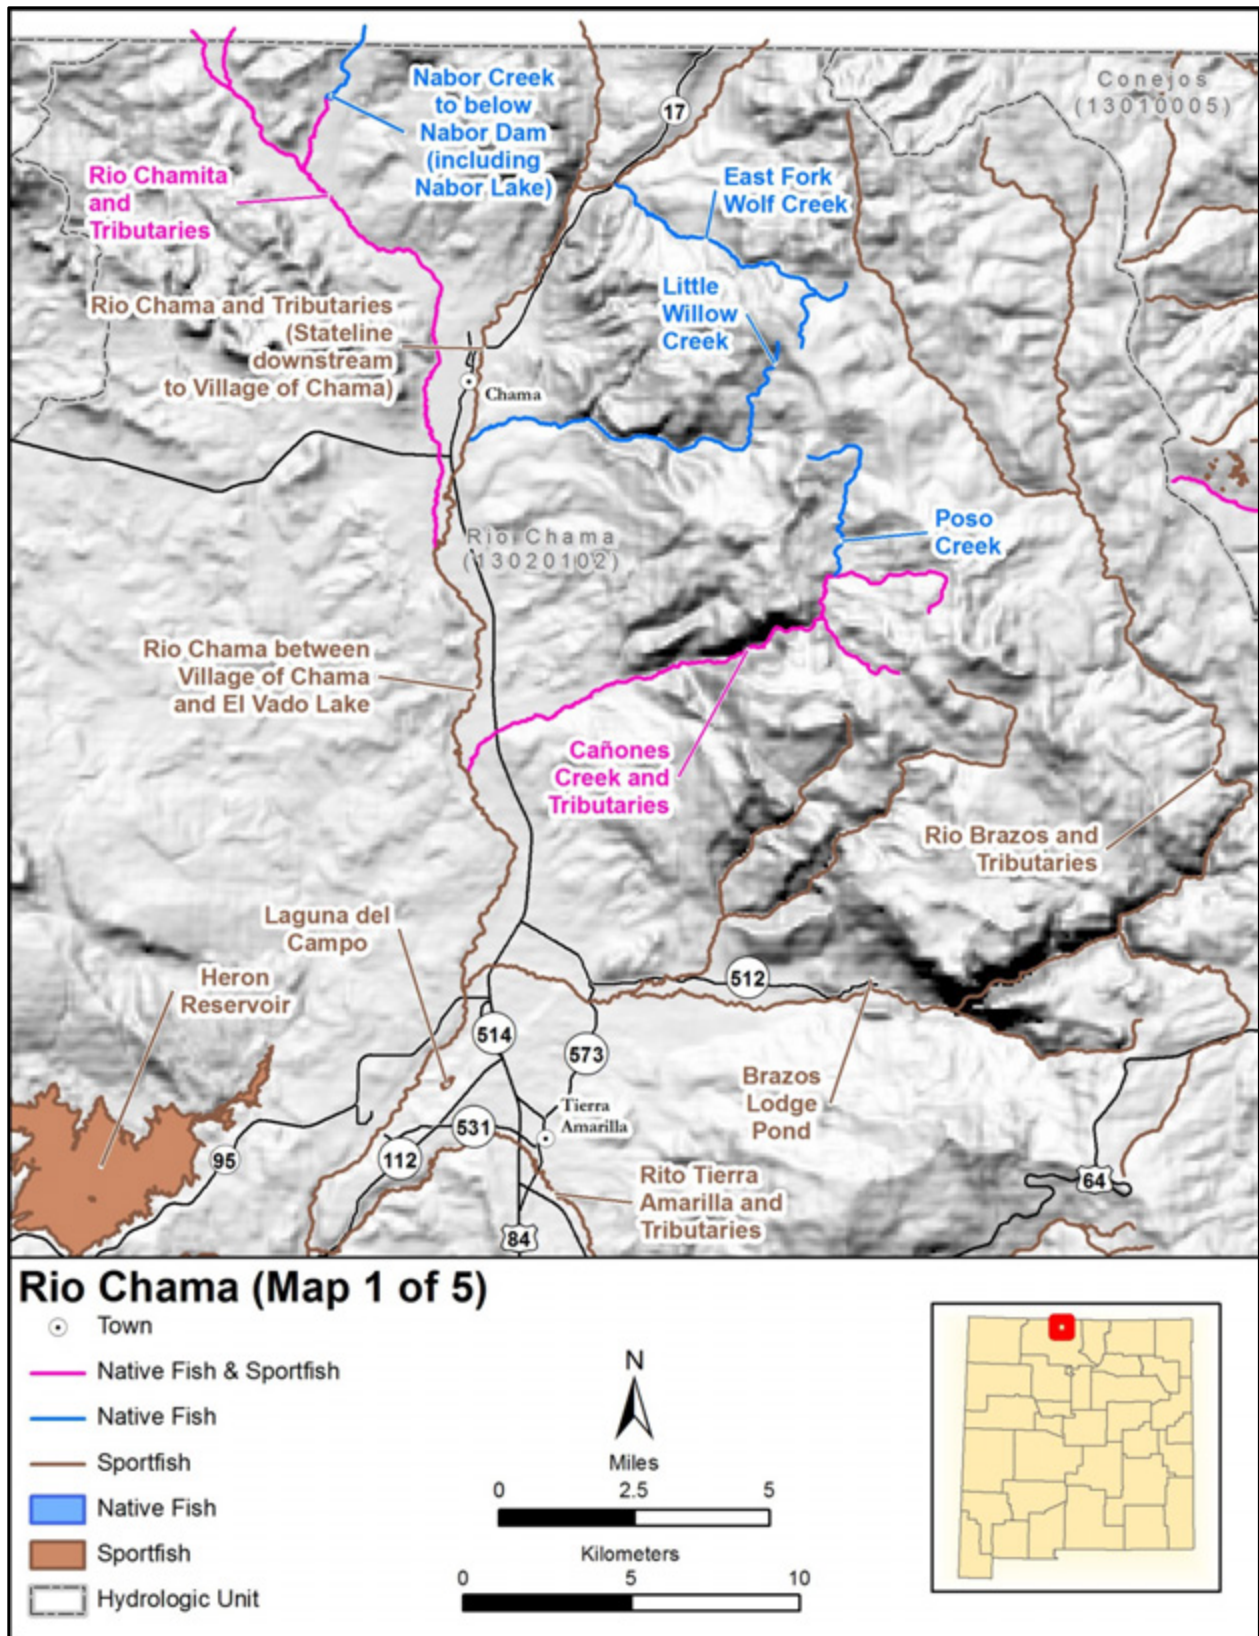 Conejos
(13010005)
Nabor Creek
to below
Nabor Dam
(including
Nabor Lake)
17
Rio Chamita
and
Tributaries
East Fork
Wolf Creek
Little
Willow
Creek
Rio Chama and Tributaries
(Stateline
downstream
to Village of Chama)
Chama
Poso
Creek
Rio Chama
(13020102)
Rio Chama between
Village of Chama
and El Vado Lake
Cañones
Creek and
Tributaries
Rio Brazos and
Tributaries
Laguna del
Campo
Heron
Reservoir
512
514
573
Brazos
Lodge
Pond
Tierra
Amarilla
531
112
95
64
Rito Tierra
Amarilla and
Tributaries
84
Rio Chama (Map 1 of 5)
Town
Native Fish & Sportfish
Native Fish
Sportfish
Native Fish
Sportfish
Hydrologic Unit
N
Miles
0 2.5 5
Kilometers
0 5 10